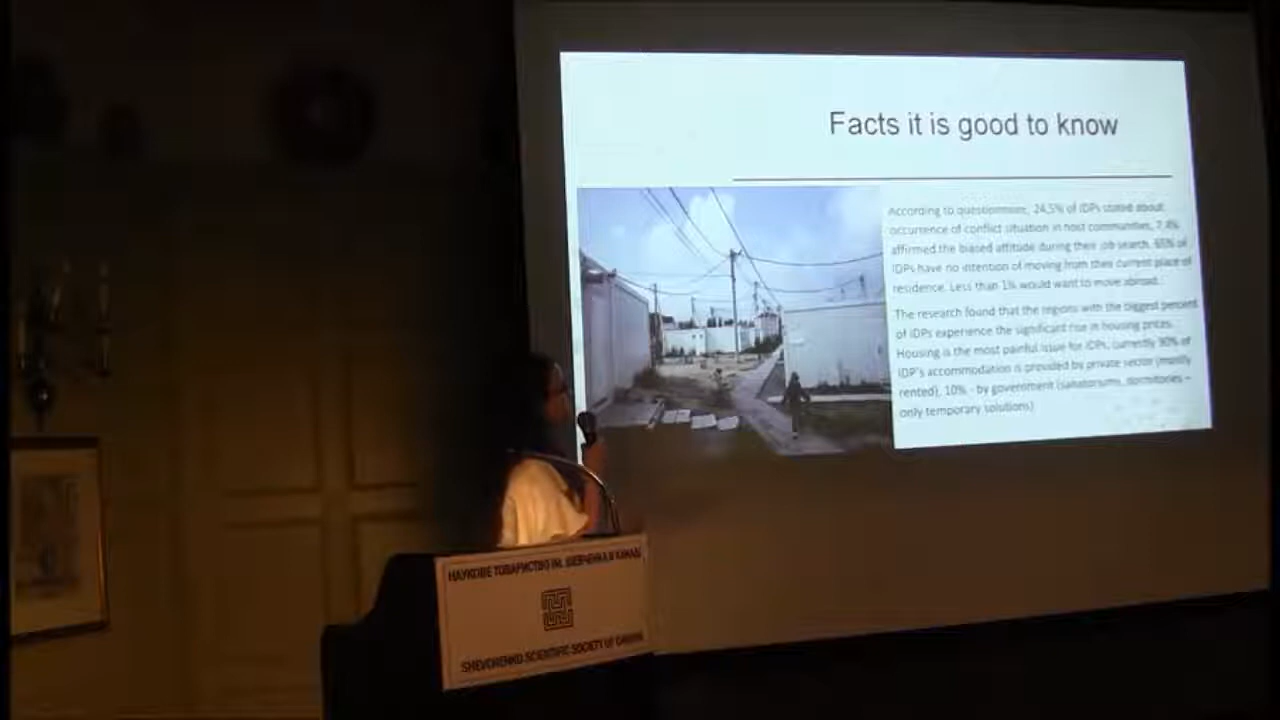 Facts it is good to know
According to questionnaire, 24,5% of IDPs stated about
occurrence of conflict situation in host communities, 7,4%
affirmed the biased attitude during their job search. 65% of
IDPs have no intention of moving from their current place of
residence. Less than 1% would want to move abroad.
The research found that the regions with the biggest percent
of IDPs experience the significant rise in housing prices.
Housing is the most painful issue for IDPs, currently 90% of
IDP's accommodation is provided by private sector (mostly
rented), 10% - by government (sanatoriums, dormitories –
only temporary solutions)
НАУКОВЕ ТОВАРИСТВО ІМ. ШЕВЧЕНКА В КАНАДІ
SHEVCHENKO SCIENTIFIC SOCIETY OF CANADA